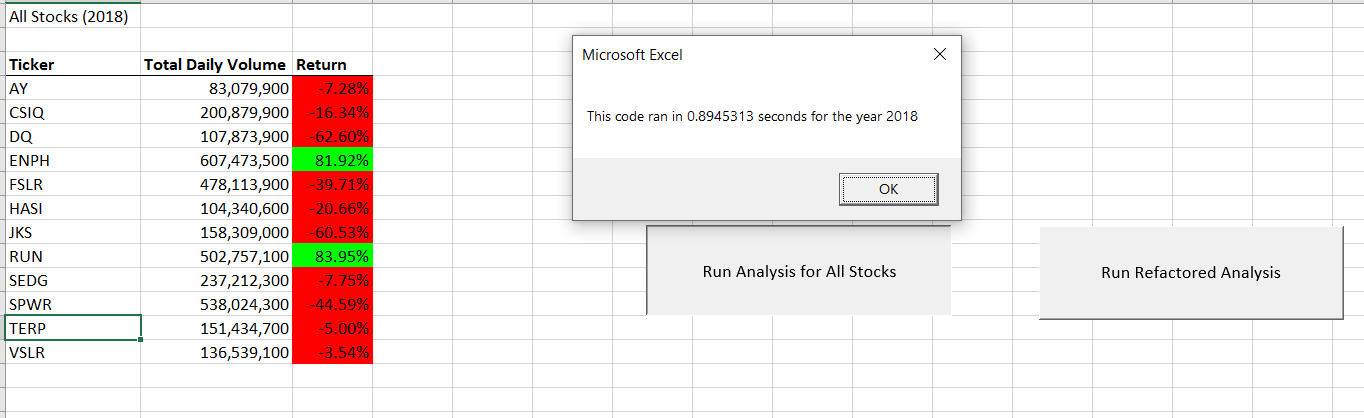 All Stocks (2018)
Ticker Total Daily Volume Return
AY 83,079,900 -7.28%
CSIQ 200,879,900 -16.34%
DQ 107,873,900 -62.60%
ENPH 607,473,500 81.92%
FSLR 478,113,900 -39.71%
HASI 104,340,600 -20.66%
JKS 158,309,000 -60.53%
RUN 502,757,100 83.95%
SEDG 237,212,300 -7.75%
SPWR 538,024,300 -44.59%
TERP 151,434,700 -5.00%
VSLR 136,539,100 -3.54%
Microsoft Excel
This code ran in 0.8945313 seconds for the year 2018
OK
Run Analysis for All Stocks
Run Refactored Analysis